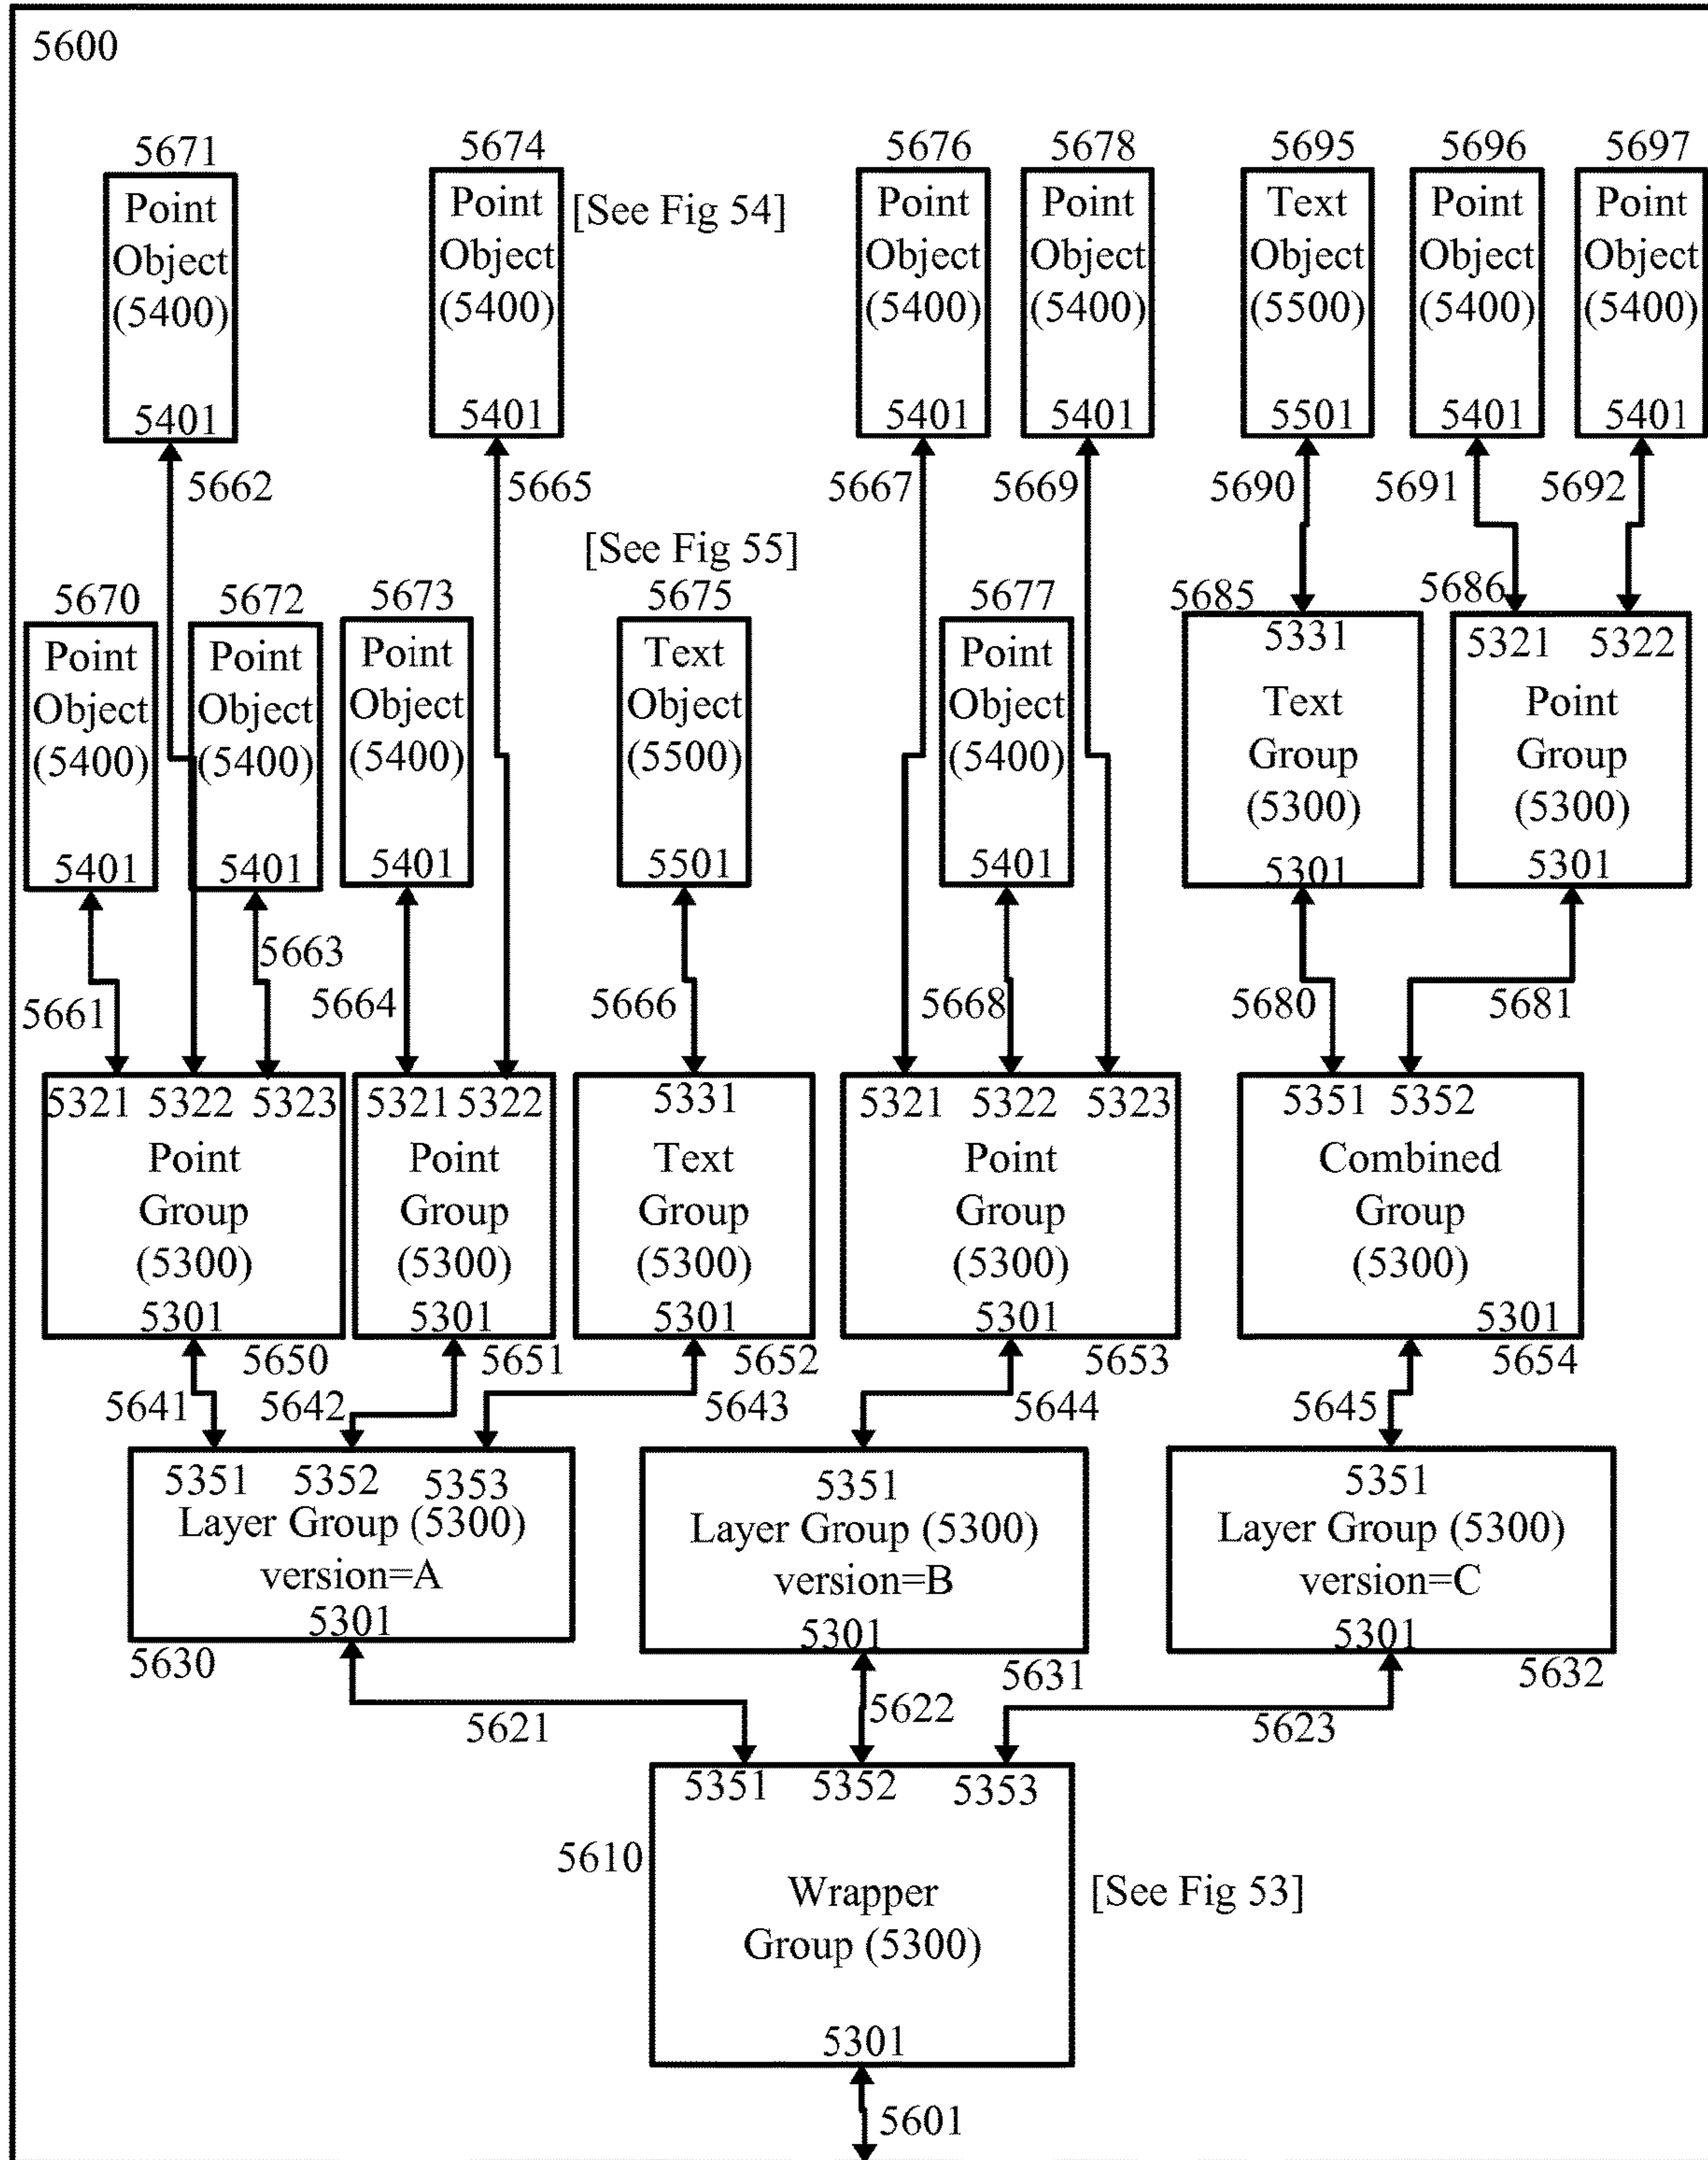 5600
5671
Point
Object
(5400)
5401
5674
Point
Object
(5400)
5401
[See Fig 54]
5676
Point
Object
(5400)
5401
5678
Point
Object
(5400)
5401
5695
Text
Object
(5500)
5501
5696
Point
Object
(5400)
5401
5697
Point
Object
(5400)
5401
5662
5665
5667
5669
5690
5691
5692
[See Fig 55]
5670
Point
Object
(5400)
5401
5672
Point
Object
(5400)
5401
5673
Point
Object
(5400)
5401
5675
Text
Object
(5500)
5501
5677
Point
Object
(5400)
5401
5685
5331
Text
Group
(5300)
5301
5686
5321 5322
Point
Group
(5300)
5301
5661
5663
5664
5666
5668
5680
5681
5321 5322 5323
Point
Group
(5300)
5301
5650
5321 5322
Point
Group
(5300)
5301
5651
5331
Text
Group
(5300)
5301
5652
5321 5322 5323
Point
Group
(5300)
5301
5653
5351 5352
Combined
Group
(5300)
5301
5654
5641
5642
5643
5644
5645
5351 5352 5353
Layer Group (5300)
version=A
5301
5630
5351
Layer Group (5300)
version=B
5301
5631
5351
Layer Group (5300)
version=C
5301
5632
5621
5622
5623
5351 5352 5353
5610
Wrapper
Group (5300)
5301
[See Fig 53]
5601